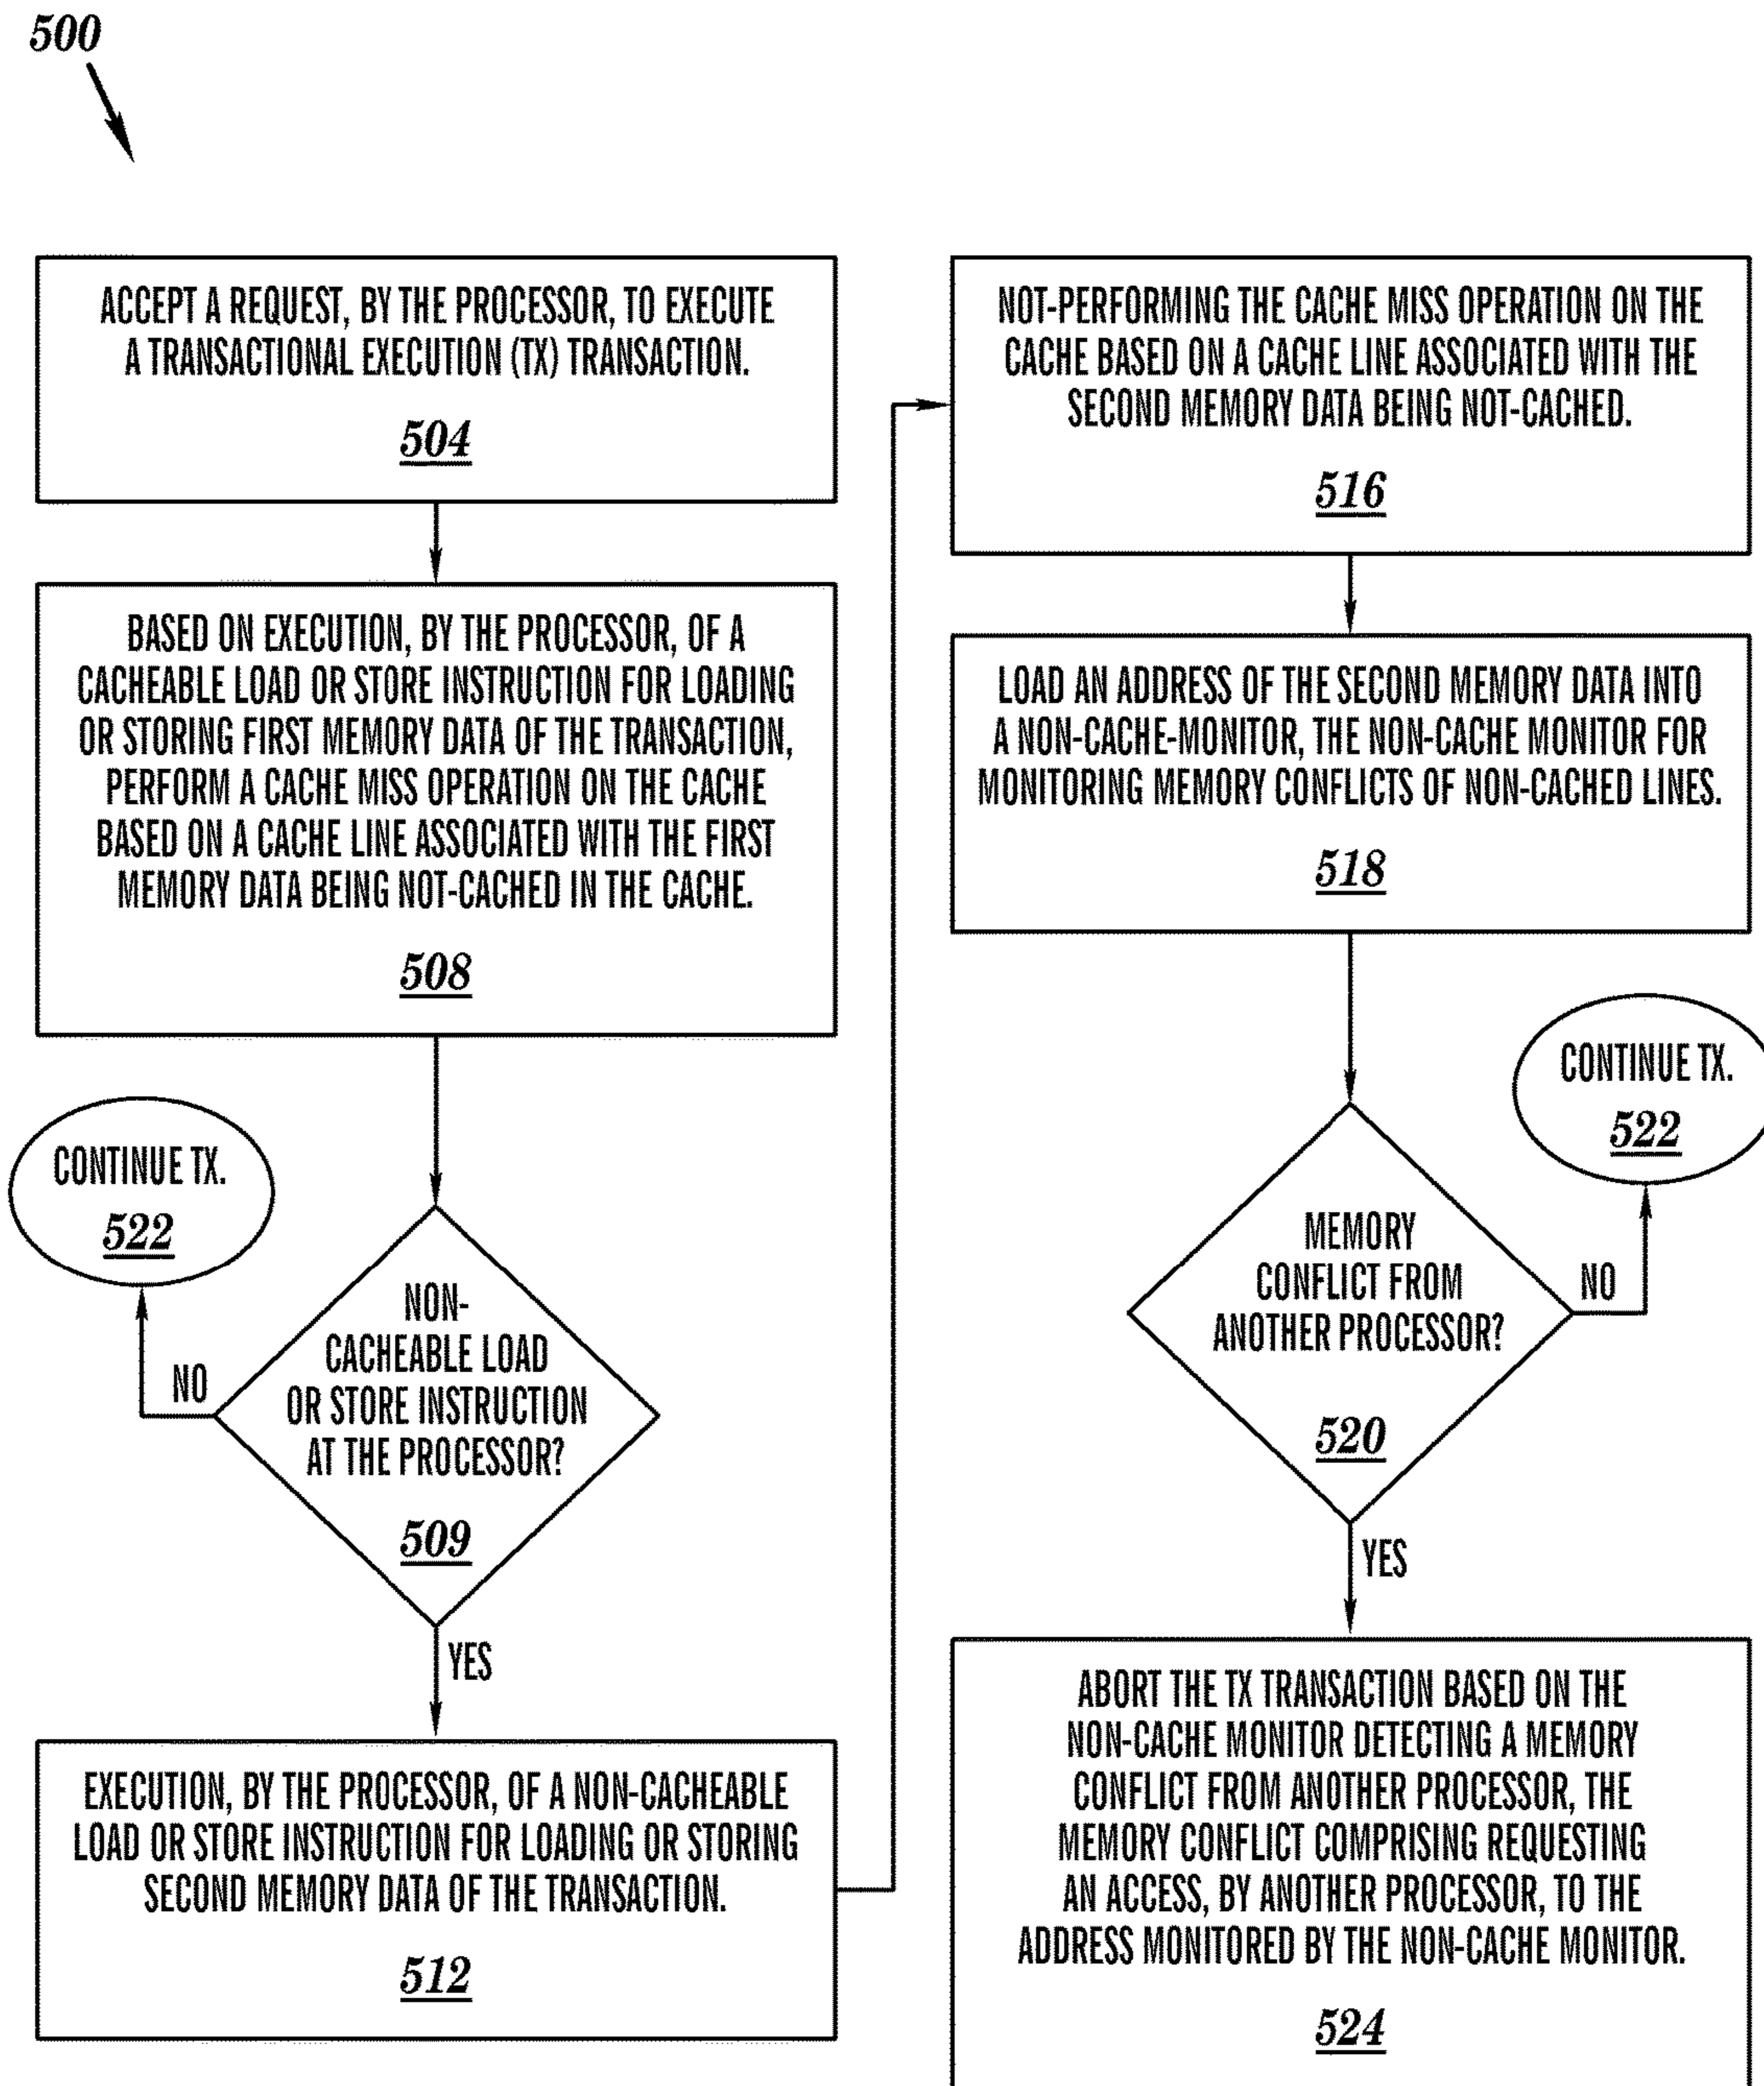 500
ACCEPT A REQUEST, BY THE PROCESSOR, TO EXECUTE
A TRANSACTIONAL EXECUTION (TX) TRANSACTION.
504
BASED ON EXECUTION, BY THE PROCESSOR, OF A
CACHEABLE LOAD OR STORE INSTRUCTION FOR LOADING
OR STORING FIRST MEMORY DATA OF THE TRANSACTION,
PERFORM A CACHE MISS OPERATION ON THE CACHE
BASED ON A CACHE LINE ASSOCIATED WITH THE FIRST
MEMORY DATA BEING NOT-CACHED IN THE CACHE.
508
CONTINUE TX.
522
NON-
CACHEABLE LOAD
OR STORE INSTRUCTION
AT THE PROCESSOR?
509
NO
YES
EXECUTION, BY THE PROCESSOR, OF A NON-CACHEABLE
LOAD OR STORE INSTRUCTION FOR LOADING OR STORING
SECOND MEMORY DATA OF THE TRANSACTION.
512
NOT-PERFORMING THE CACHE MISS OPERATION ON THE
CACHE BASED ON A CACHE LINE ASSOCIATED WITH THE
SECOND MEMORY DATA BEING NOT-CACHED.
516
LOAD AN ADDRESS OF THE SECOND MEMORY DATA INTO
A NON-CACHE-MONITOR, THE NON-CACHE MONITOR FOR
MONITORING MEMORY CONFLICTS OF NON-CACHED LINES.
518
CONTINUE TX.
522
MEMORY
CONFLICT FROM
ANOTHER PROCESSOR?
520
NO
YES
ABORT THE TX TRANSACTION BASED ON THE
NON-CACHE MONITOR DETECTING A MEMORY
CONFLICT FROM ANOTHER PROCESSOR, THE
MEMORY CONFLICT COMPRISING REQUESTING
AN ACCESS, BY ANOTHER PROCESSOR, TO THE
ADDRESS MONITORED BY THE NON-CACHE MONITOR.
524